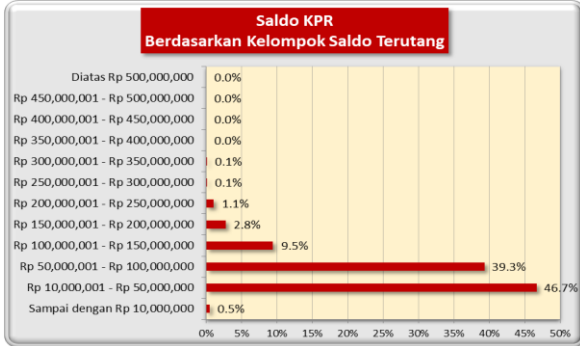 Saldo KPR
Berdasarkan Kelompok Saldo Terutang
Diatas Rp 500,000,000 0.0%
Rp 450,000,001 - Rp 500,000,000 0.0%
Rp 400,000,001 - Rp 450,000,000 0.0%
Rp 350,000,001 - Rp 400,000,000 0.0%
Rp 300,000,001 - Rp 350,000,000 0.1%
Rp 250,000,001 - Rp 300,000,000 0.1%
Rp 200,000,001 - Rp 250,000,000 1.1%
Rp 150,000,001 - Rp 200,000,000 2.8%
Rp 100,000,001 - Rp 150,000,000 9.5%
Rp 50,000,001 - Rp 100,000,000 39.3%
Rp 10,000,001 - Rp 50,000,000 46.7%
Sampai dengan Rp 10,000,000 0.5%
0% 5% 10% 15% 20% 25% 30% 35% 40% 45% 50%